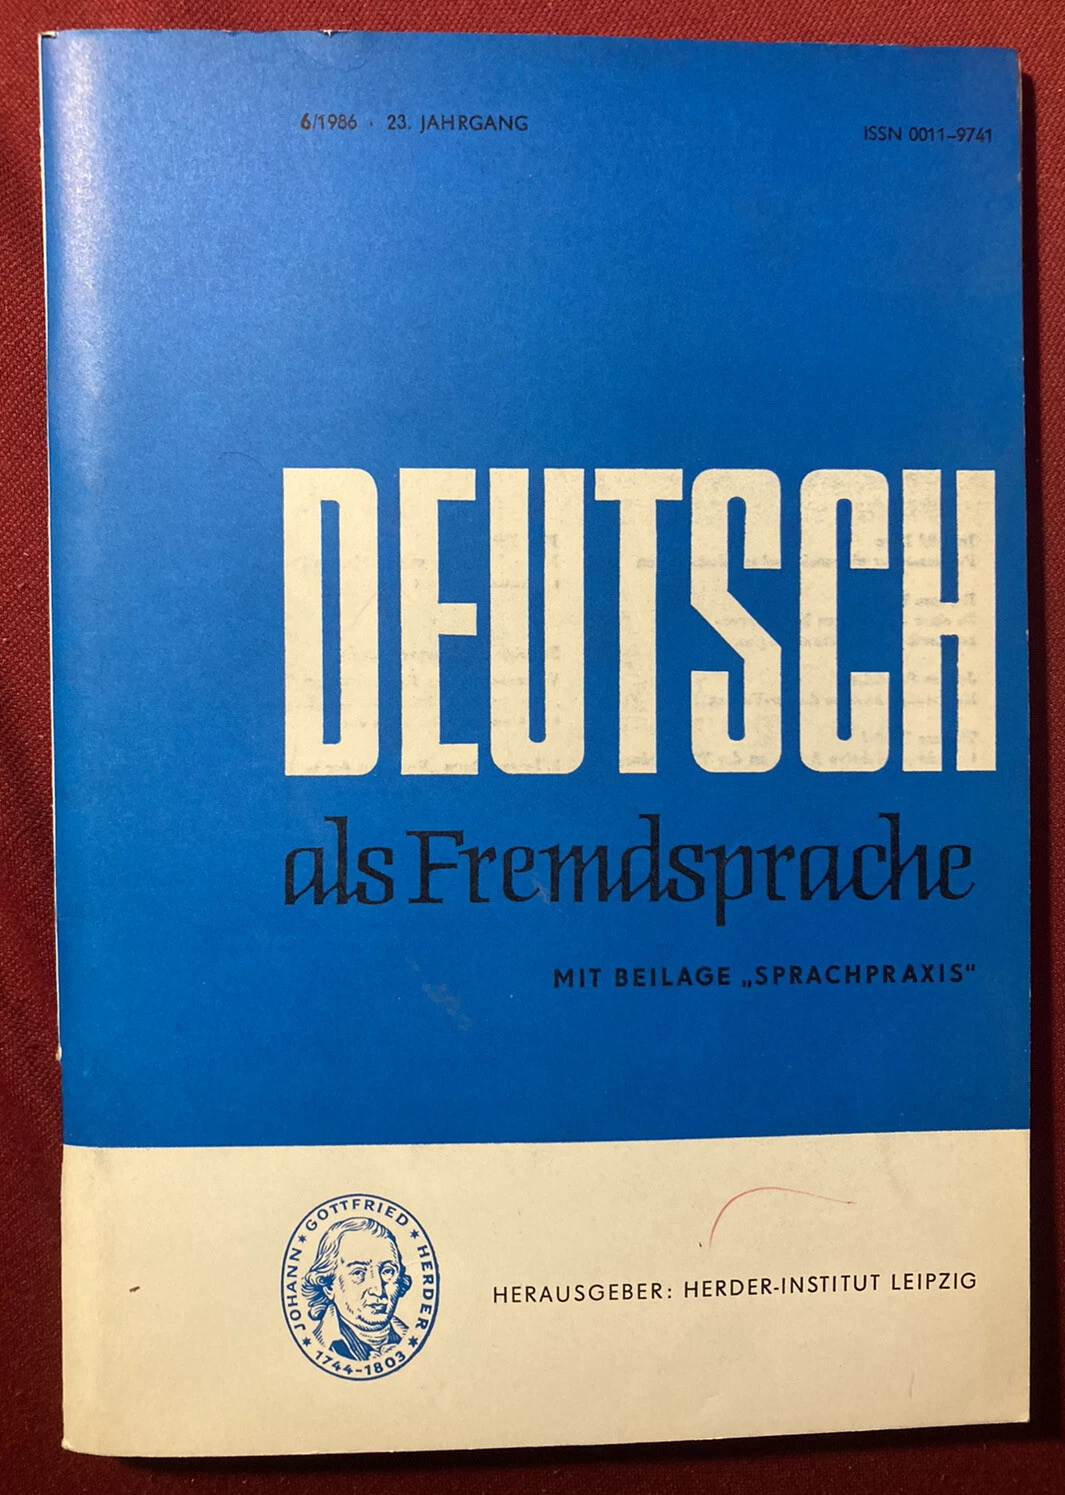 6/1986 · 23. JAHRGANG
ISSN 0011–9741
DEUTSCH
als Fremdsprache
MIT BEILAGE „SPRACHPRAXIS“
JOHANN ★ GOTTFRIED ★ HERDER ★ 1744–1803 ★
HERAUSGEBER: HERDER-INSTITUT LEIPZIG